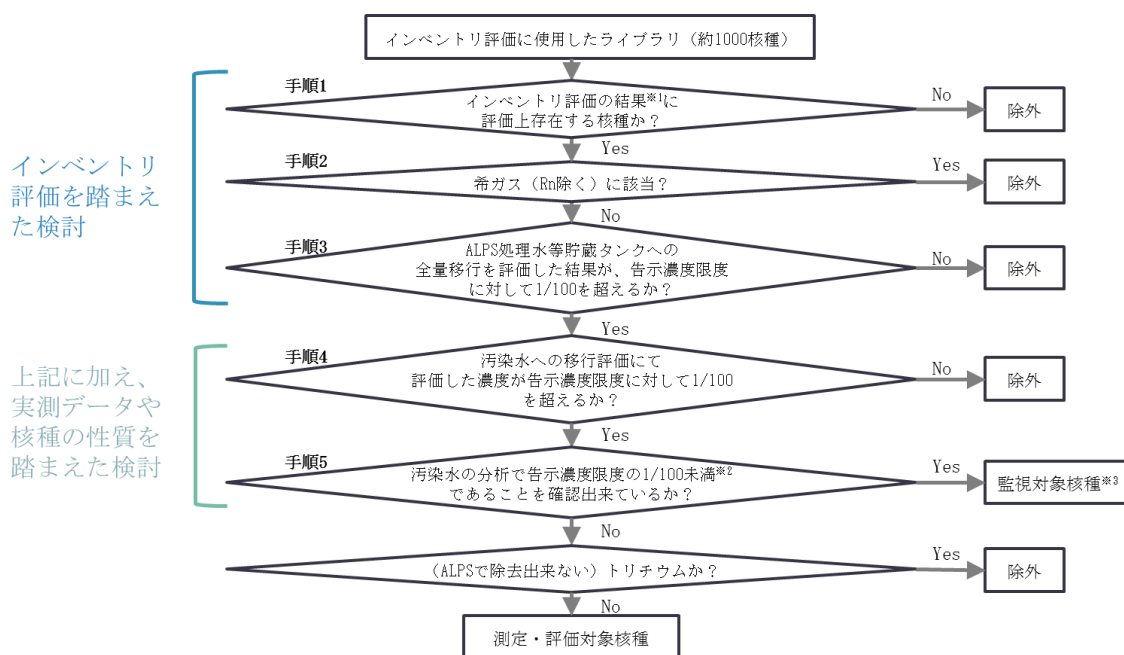 インベントリ評価に使用したライブラリ（約1000核種）
手順1
インベントリ評価の結果※1に
評価上存在する核種か？
No
除外
Yes
インベントリ
評価を踏まえ
た検討
手順2
希ガス（Rn除く）に該当？
Yes
除外
No
手順3
ALPS処理水等貯蔵タンクへの
全量移行を評価した結果が、告示濃度限度
に対して1/100を超えるか？
No
除外
Yes
上記に加え、
実測データや
核種の性質を
踏まえた検討
手順4
汚染水への移行評価にて
評価した濃度が告示濃度限度に対して1/100
を超えるか？
No
除外
Yes
手順5
汚染水の分析で告示濃度限度の1/100未満※2
であることを確認出来ているか？
Yes
監視対象核種※3
No
（ALPSで除去出来ない）トリチウムか？
Yes
除外
No
測定・評価対象核種